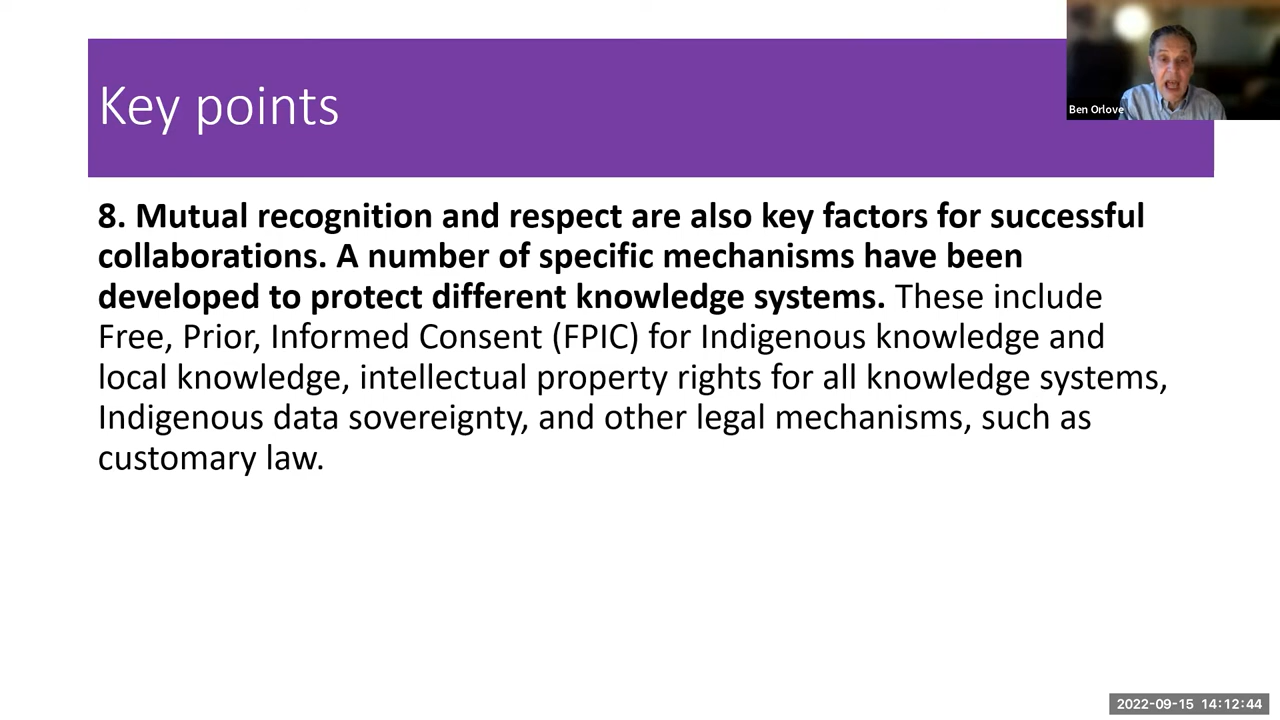 Key points
Ben Orlove
8. Mutual recognition and respect are also key factors for successful
collaborations. A number of specific mechanisms have been
developed to protect different knowledge systems. These include
Free, Prior, Informed Consent (FPIC) for Indigenous knowledge and
local knowledge, intellectual property rights for all knowledge systems,
Indigenous data sovereignty, and other legal mechanisms, such as
customary law.
2022-09-15 14:12:44